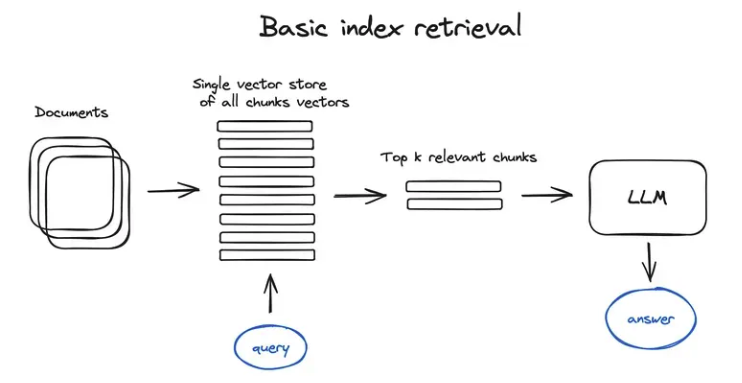 Basic index retrieval
Single vector store
of all chunks vectors
Documents
Top k relevant chunks
LLM
query
answer